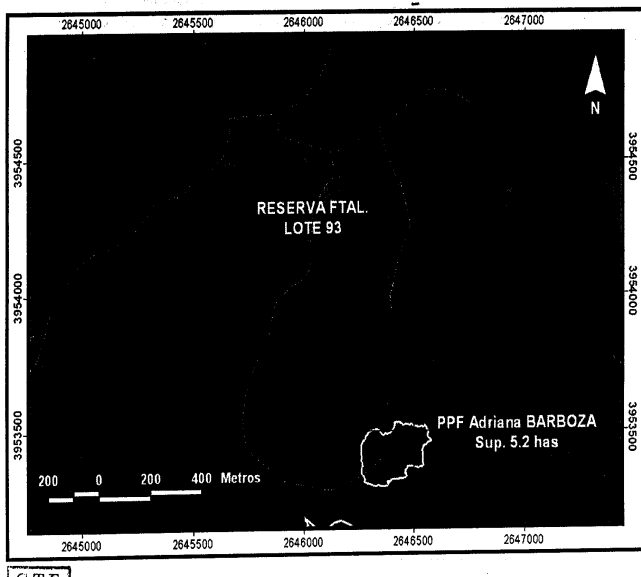 2645000 2645500 2646000 2646500 2647000
3954500 3954500
N
RESERVA FTAL.
LOTE 93
3954000 3954000
3953500 3953500
PPF Adriana BARBOZA
Sup. 5.2 has
200 0 200 400 Metros
2645000 2645500 2646000 2646500 2647000